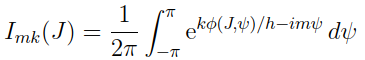 I_{mk}(J) = \frac{1}{2\pi} \int_{-\pi}^{\pi} e^{k\phi(J,\psi)/h - im\psi} \, d\psi